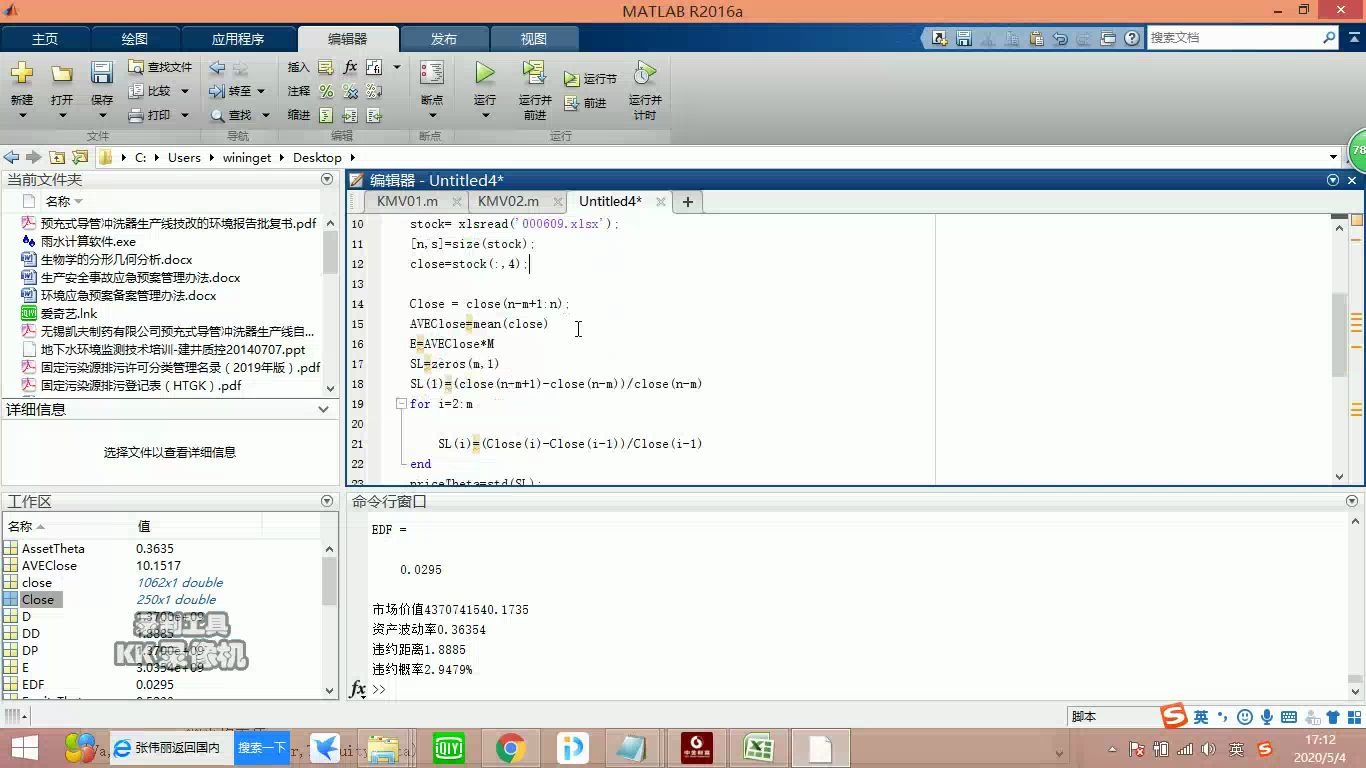 MATLAB R2016a
主页 绘图 应用程序 编辑器 发布 视图 搜索文档
查找文件 插入 fx 运行节
新建 打开 保存 比较 转至 注释 断点 运行 运行并前进 前进 运行并计时
打印 查找 缩进
文件 导航 编辑 断点 运行
C: Users wininget Desktop
78
当前文件夹
名称
预充式导管冲洗器生产线技改的环境报告批复书.pdf
雨水计算软件.exe
生物学的分形几何分析.docx
生产安全事故应急预案管理办法.docx
环境应急预案备案管理办法.docx
爱奇艺.lnk
无锡凯夫制药有限公司预充式导管冲洗器生产线自...
地下水环境监测技术培训-建井质控20140707.ppt
固定污染源排污许可分类管理名录（2019年版）.pdf
固定污染源排污登记表（HTGK）.pdf
详细信息
选择文件以查看详细信息
编辑器 - Untitled4*
KMV01.m KMV02.m Untitled4* +
10 stock= xlsread('000609.xlsx');
11 [n,s]=size(stock);
12 close=stock(:,4);
13
14 Close = close(n-m+1:n);
15 AVEClose=mean(close)
16 E=AVEClose*M
17 SL=zeros(m,1)
18 SL(1)=(close(n-m+1)-close(n-m))/close(n-m)
19 for i=2:m
20
21 SL(i)=(Close(i)-Close(i-1))/Close(i-1)
22 end
23 priceTheta=std(SL);
工作区
名称 值
AssetTheta 0.3635
AVEClose 10.1517
close 1062x1 double
Close 250x1 double
D 1.3700e+09
DD 1.8885
DP 1.3700e+09
E 3.0354e+09
EDF 0.0295
录制工具
KK录像机
命令行窗口
EDF =
0.0295
市场价值4370741540.1735
资产波动率0.36354
违约距离1.8885
违约概率2.9479%
fx >>
脚本
英
张伟丽返回国内 搜索一下
英
17:12
2020/5/4